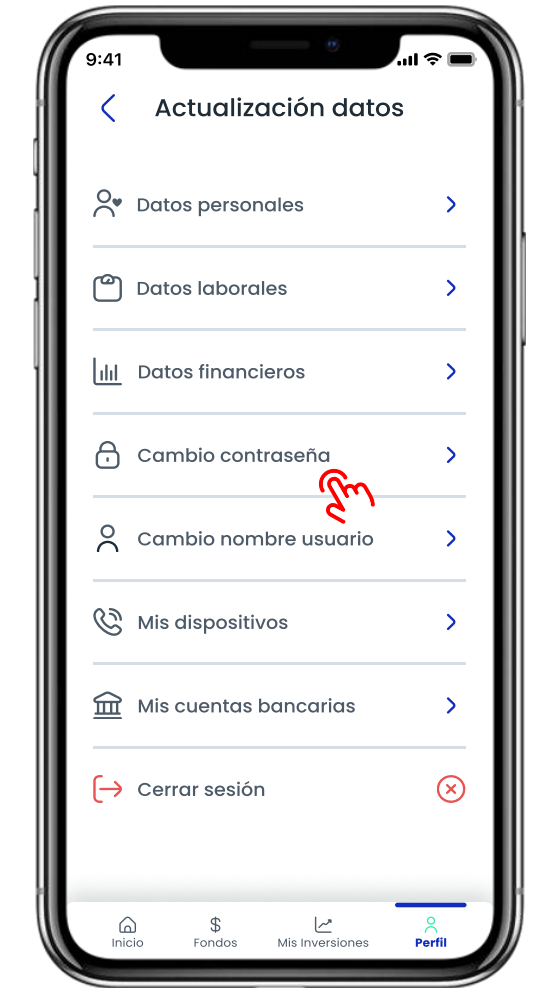 9:41
Actualización datos
Datos personales
Datos laborales
Datos financieros
Cambio contraseña
Cambio nombre usuario
Mis dispositivos
Mis cuentas bancarias
Cerrar sesión
Inicio
Fondos
Mis Inversiones
Perfil